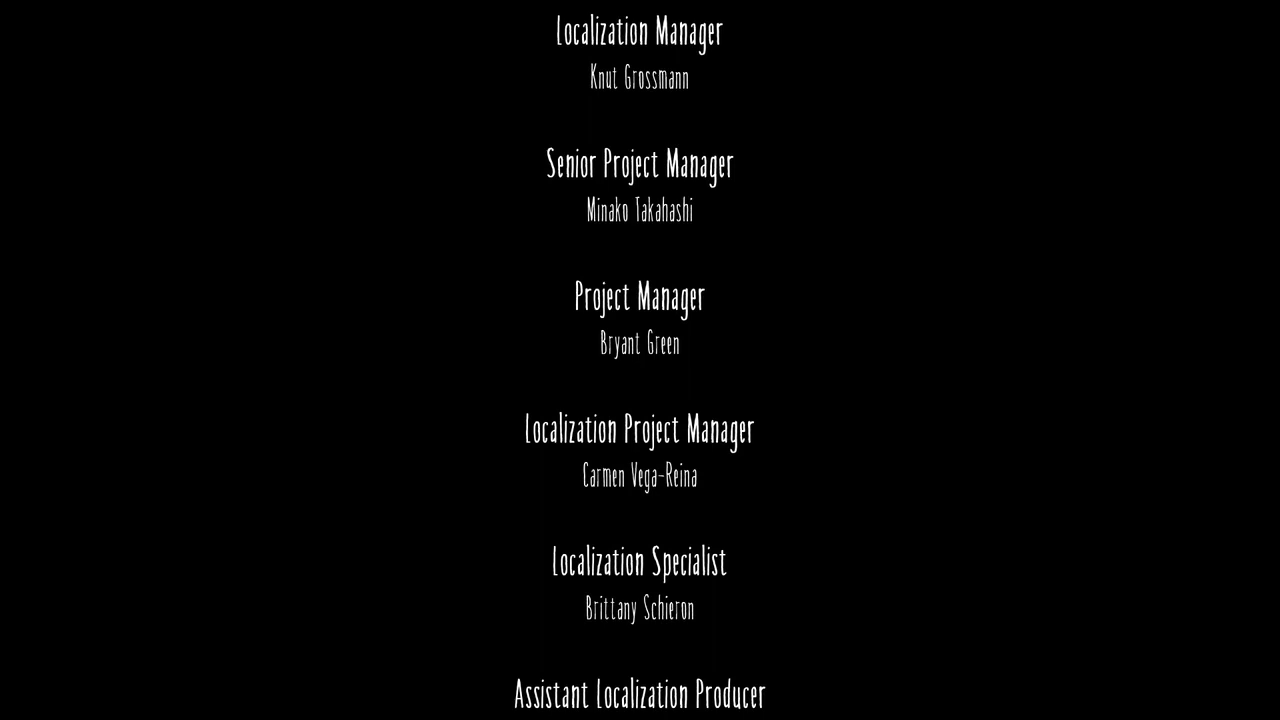 Localization Manager
Knut Grossmann
Senior Project Manager
Minako Takahashi
Project Manager
Bryant Green
Localization Project Manager
Carmen Vega-Reina
Localization Specialist
Brittany Schieron
Assistant Localization Producer